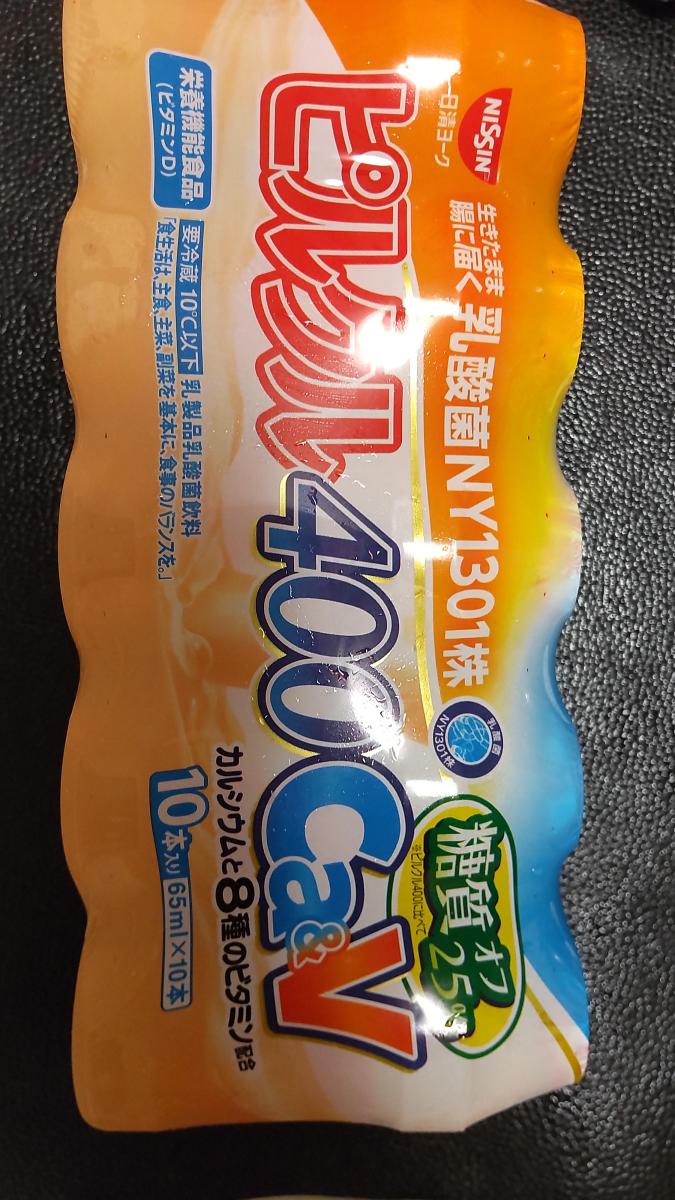 NISSIN
日清ヨーク
生きたまま
腸に届く
乳酸菌NY1301株
乳酸菌
NY1301株
ピルクル400
Ca&V
糖質オフ
25%
※ピルクル400に比べて
カルシウムと8種のビタミン配合
栄養機能食品
(ビタミンD)
要冷蔵 10℃以下 乳製品乳酸菌飲料
「食生活は、主食、主菜、副菜を基本に、食事のバランスを。」
10本入り 65ml×10本